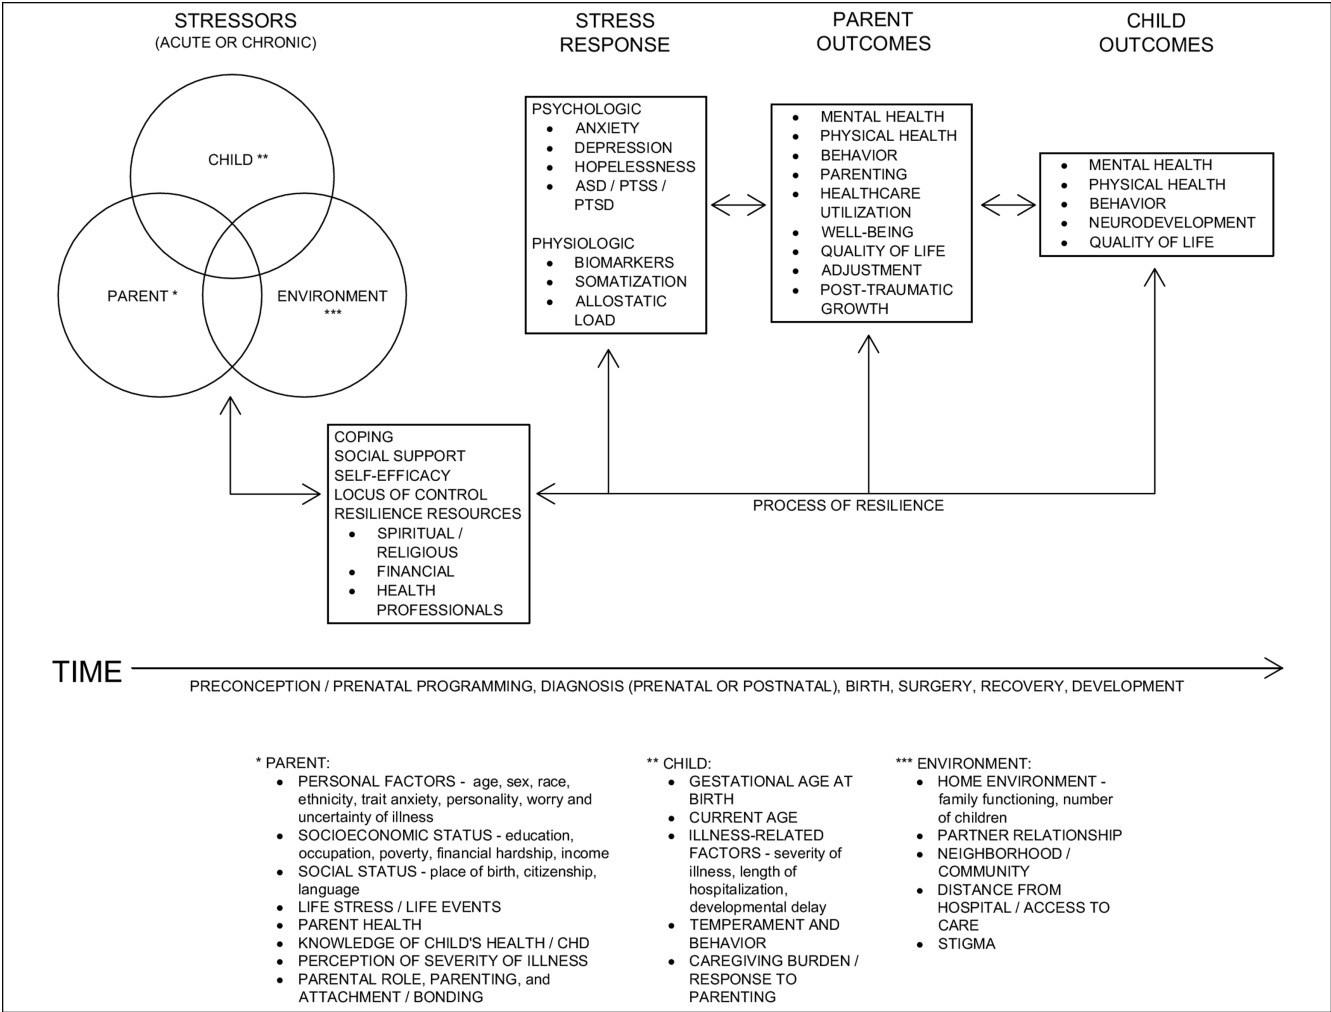 STRESSORS
(ACUTE OR CHRONIC)
STRESS
RESPONSE
PARENT
OUTCOMES
CHILD
OUTCOMES
CHILD **
PARENT *
ENVIRONMENT
***
PSYCHOLOGIC
• ANXIETY
• DEPRESSION
• HOPELESSNESS
• ASD / PTSS /
PTSD
PHYSIOLOGIC
• BIOMARKERS
• SOMATIZATION
• ALLOSTATIC
LOAD
• MENTAL HEALTH
• PHYSICAL HEALTH
• BEHAVIOR
• PARENTING
• HEALTHCARE
UTILIZATION
• WELL-BEING
• QUALITY OF LIFE
• ADJUSTMENT
• POST-TRAUMATIC
GROWTH
• MENTAL HEALTH
• PHYSICAL HEALTH
• BEHAVIOR
• NEURODEVELOPMENT
• QUALITY OF LIFE
COPING
SOCIAL SUPPORT
SELF-EFFICACY
LOCUS OF CONTROL
RESILIENCE RESOURCES
• SPIRITUAL /
RELIGIOUS
• FINANCIAL
• HEALTH
PROFESSIONALS
PROCESS OF RESILIENCE
TIME
PRECONCEPTION / PRENATAL PROGRAMMING, DIAGNOSIS (PRENATAL OR POSTNATAL), BIRTH, SURGERY, RECOVERY, DEVELOPMENT
* PARENT:
• PERSONAL FACTORS - age, sex, race,
ethnicity, trait anxiety, personality, worry and
uncertainty of illness
• SOCIOECONOMIC STATUS - education,
occupation, poverty, financial hardship, income
• SOCIAL STATUS - place of birth, citizenship,
language
• LIFE STRESS / LIFE EVENTS
• PARENT HEALTH
• KNOWLEDGE OF CHILD'S HEALTH / CHD
• PERCEPTION OF SEVERITY OF ILLNESS
• PARENTAL ROLE, PARENTING, and
ATTACHMENT / BONDING
** CHILD:
• GESTATIONAL AGE AT
BIRTH
• CURRENT AGE
• ILLNESS-RELATED
FACTORS - severity of
illness, length of
hospitalization,
developmental delay
• TEMPERAMENT AND
BEHAVIOR
• CAREGIVING BURDEN /
RESPONSE TO
PARENTING
*** ENVIRONMENT:
• HOME ENVIRONMENT -
family functioning, number
of children
• PARTNER RELATIONSHIP
• NEIGHBORHOOD /
COMMUNITY
• DISTANCE FROM
HOSPITAL / ACCESS TO
CARE
• STIGMA